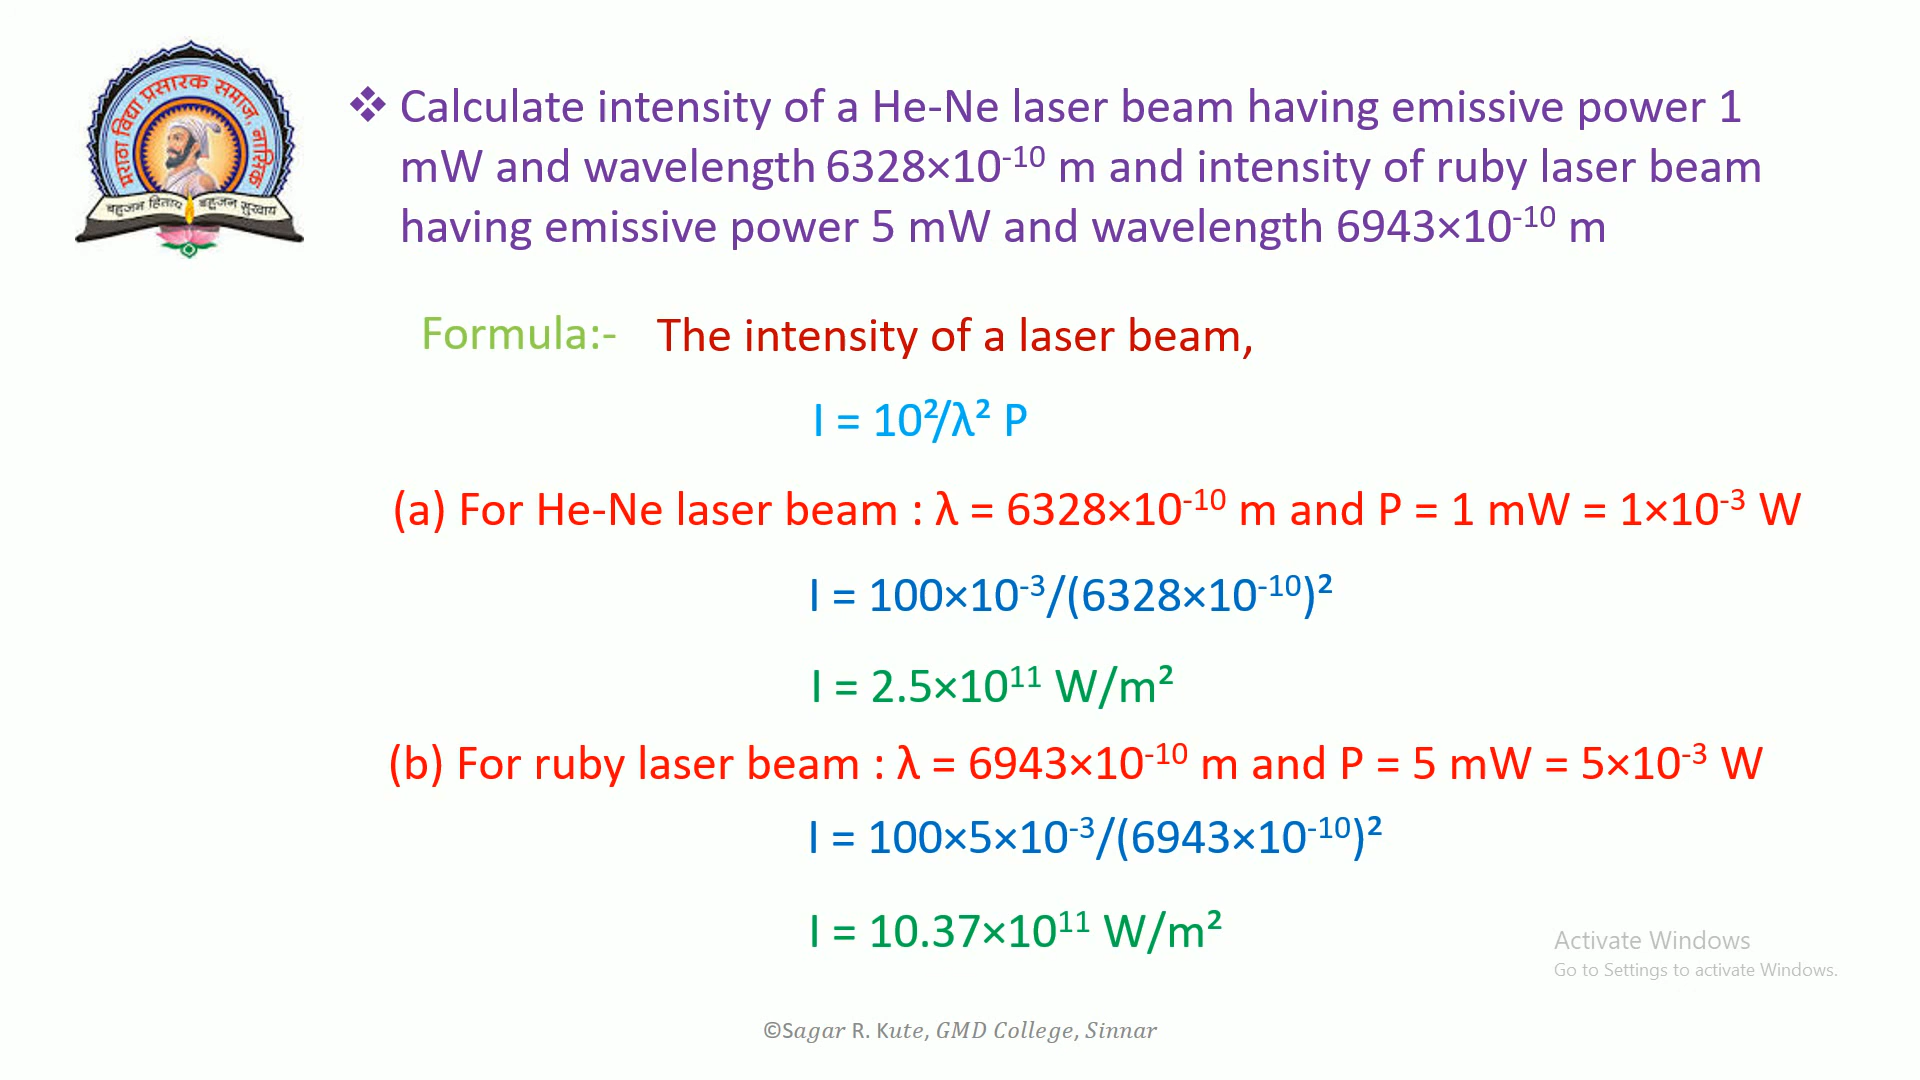 मराठा विद्या प्रसारक समाज, नासिक
बहुजन हिताय बहुजन सुखाय
❖ Calculate intensity of a He-Ne laser beam having emissive power 1
mW and wavelength 6328×10⁻¹⁰ m and intensity of ruby laser beam
having emissive power 5 mW and wavelength 6943×10⁻¹⁰ m
Formula:- The intensity of a laser beam,
I = 10²/λ² P
(a) For He-Ne laser beam : λ = 6328×10⁻¹⁰ m and P = 1 mW = 1×10⁻³ W
I = 100×10⁻³/(6328×10⁻¹⁰)²
I = 2.5×10¹¹ W/m²
(b) For ruby laser beam : λ = 6943×10⁻¹⁰ m and P = 5 mW = 5×10⁻³ W
I = 100×5×10⁻³/(6943×10⁻¹⁰)²
I = 10.37×10¹¹ W/m²
Activate Windows
Go to Settings to activate Windows.
©Sagar R. Kute, GMD College, Sinnar